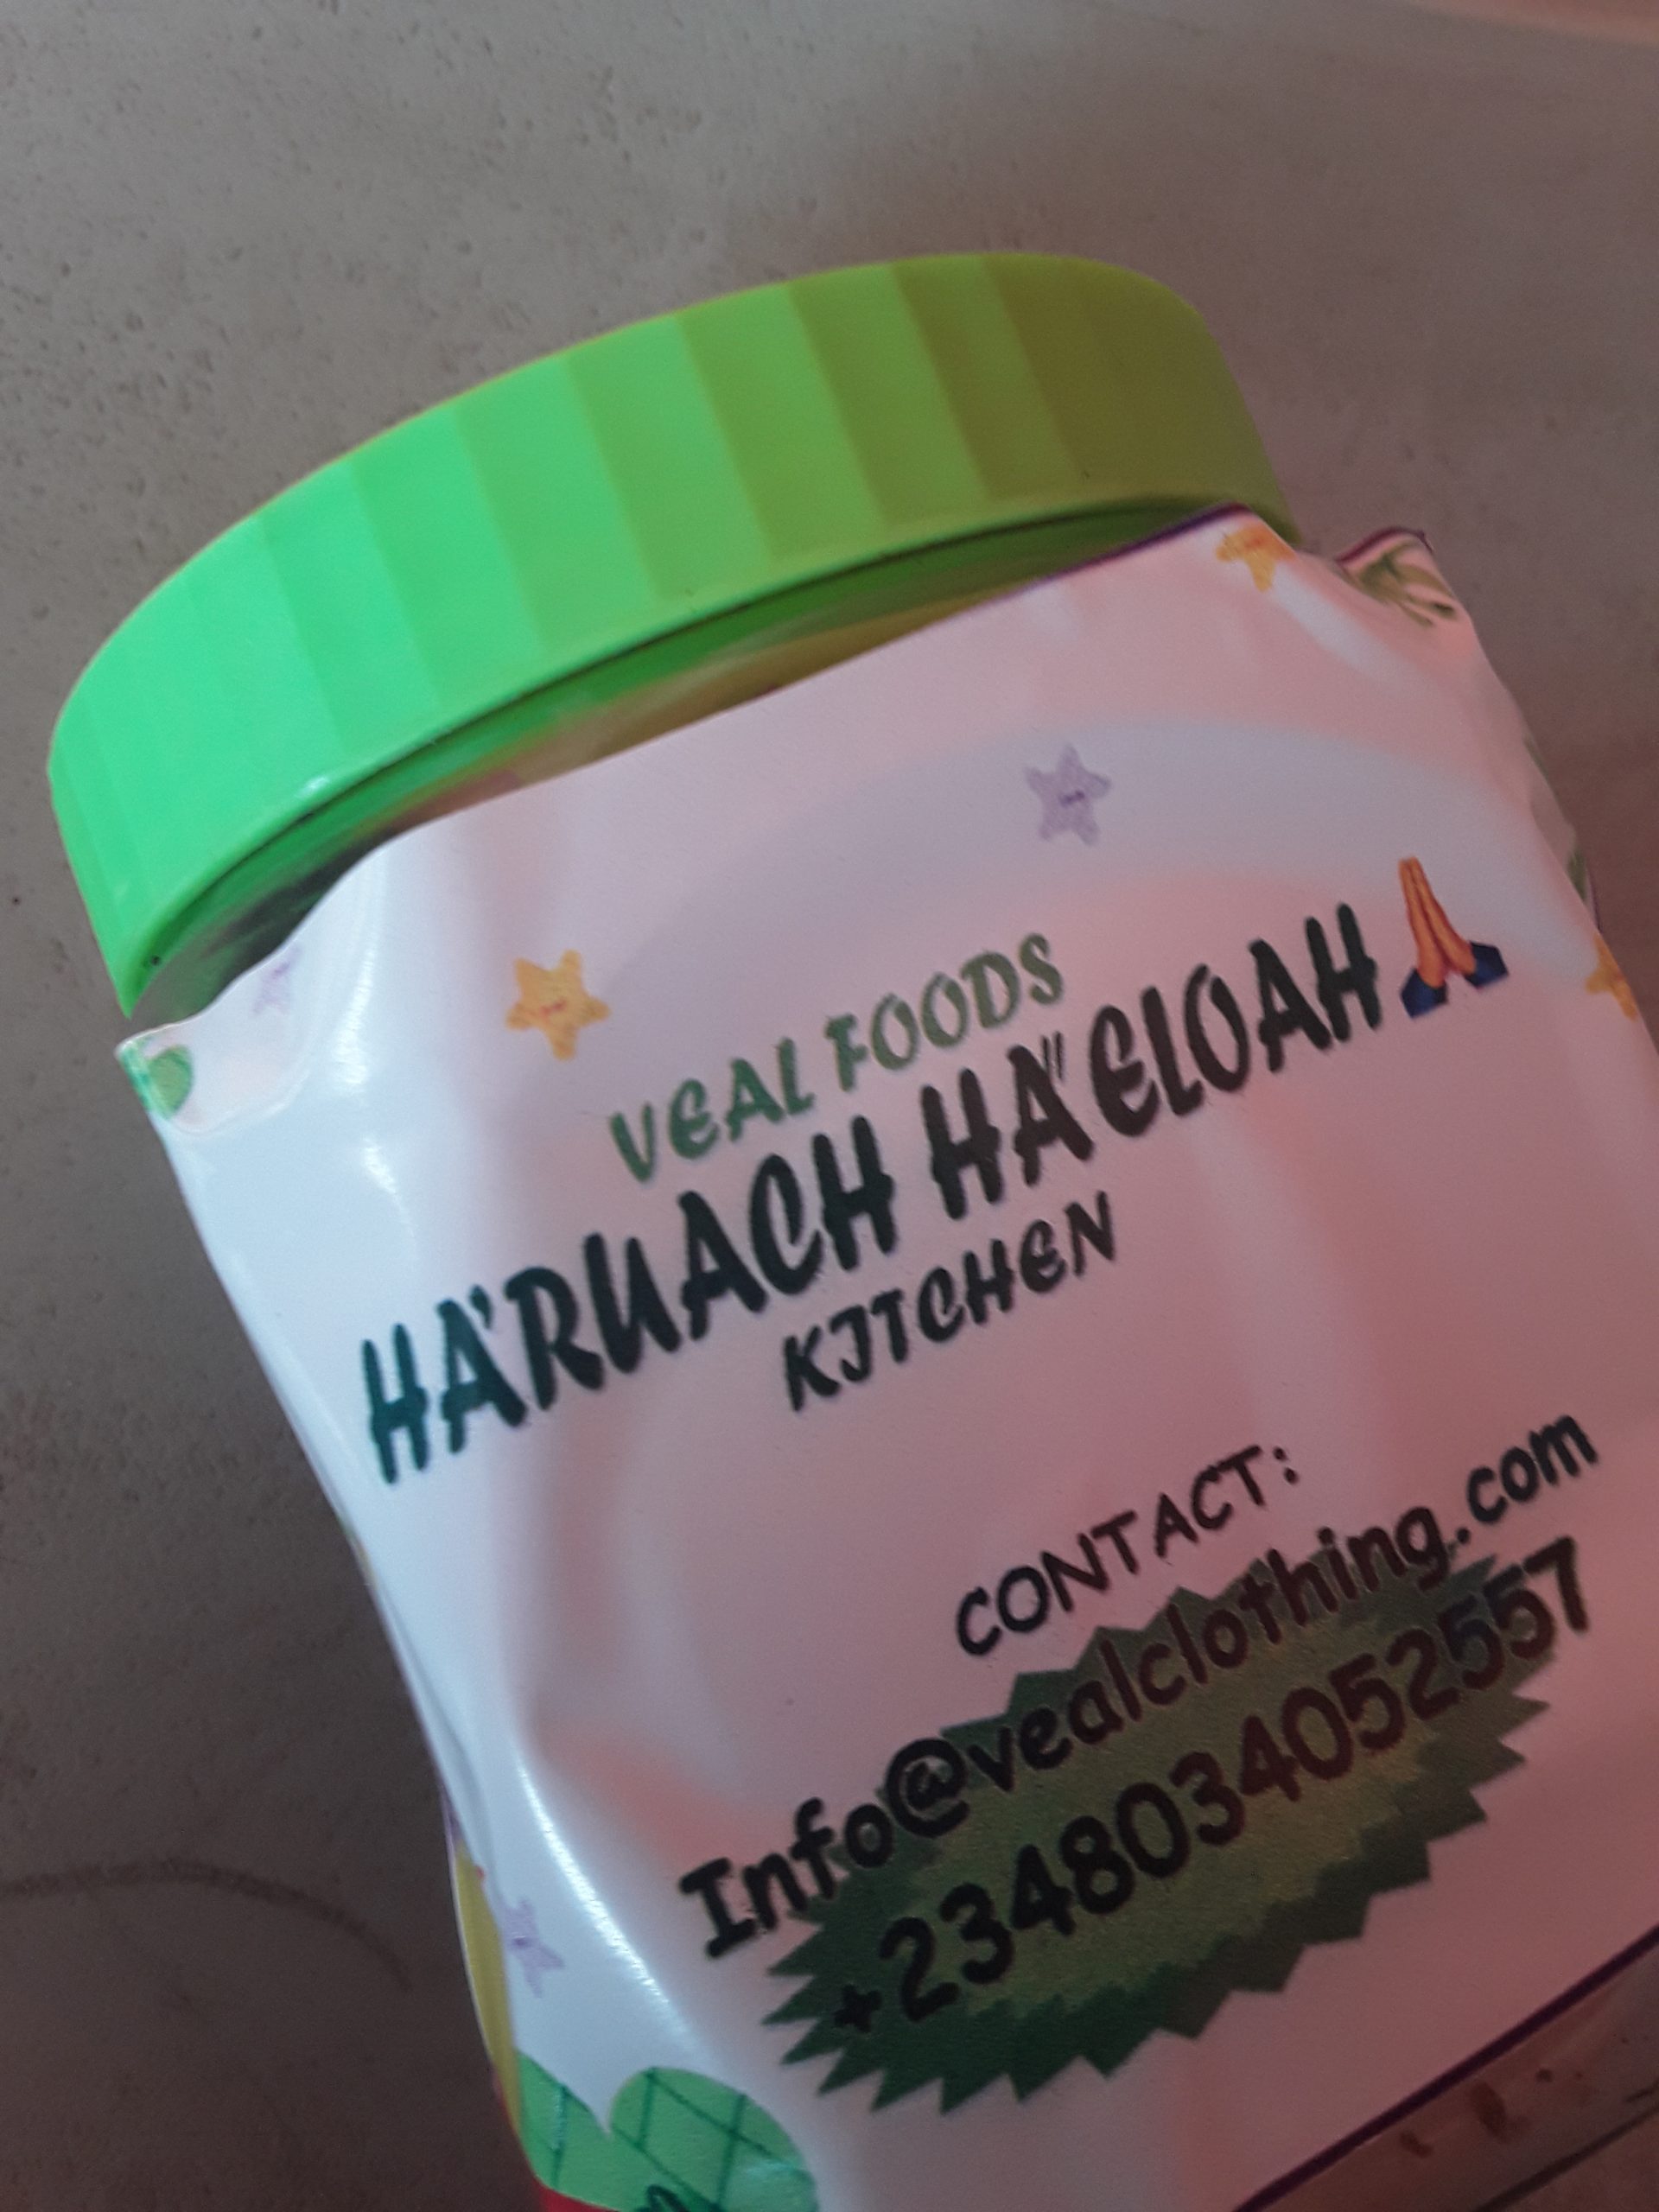 VEAL FOODS
HA'RUACH HA"ELOAH🙏
KITCHEN
CONTACT:
Info@vealclothing.com
+2348034052557